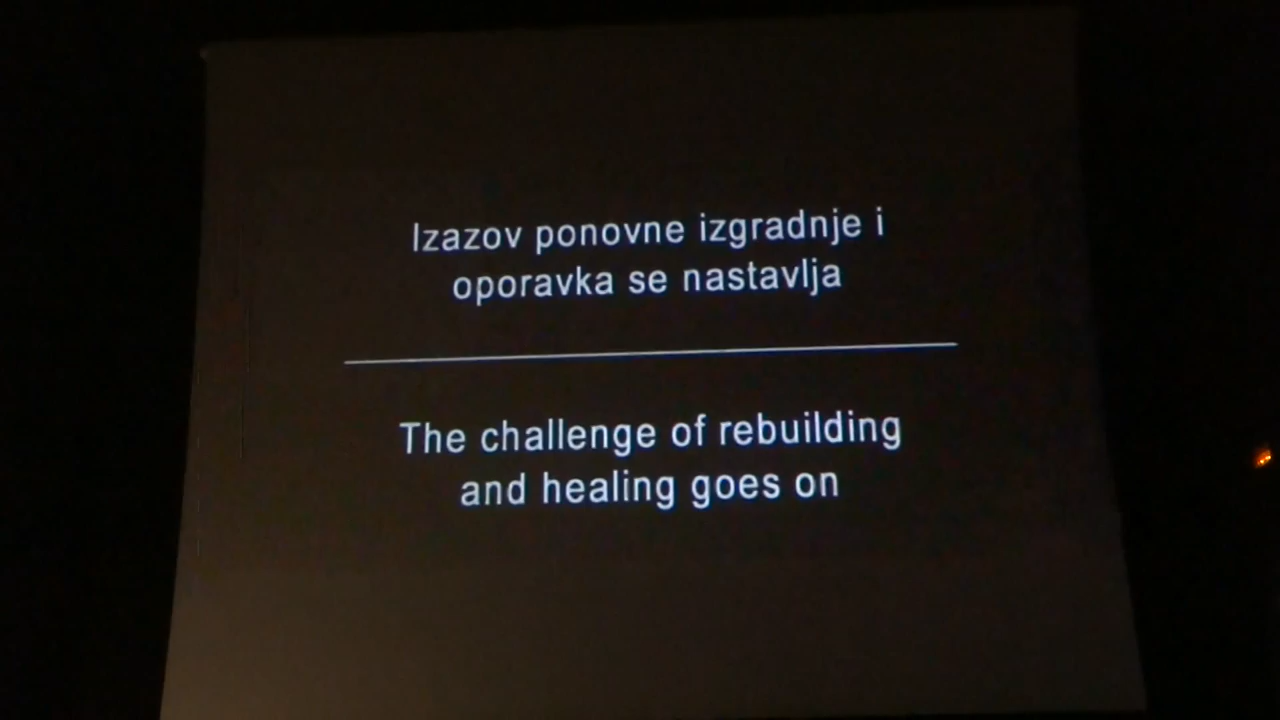 Izazov ponovne izgradnje i
oporavka se nastavlja
The challenge of rebuilding
and healing goes on